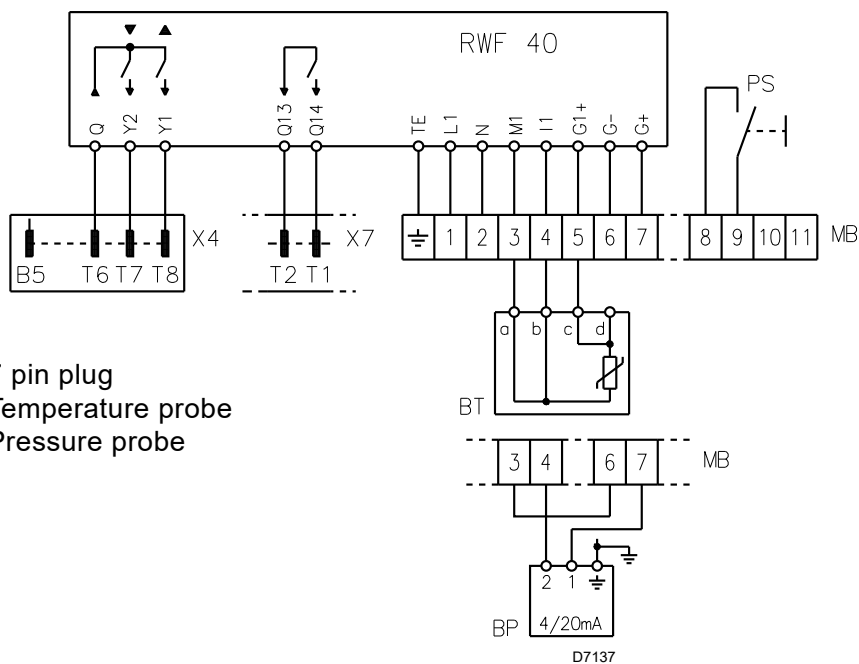 RWF 40
Q Y2 Y1 Q13 Q14 TE L1 N M1 I1 G1+ G- G+
PS
B5 T6 T7 T8 X4
T2 T1 X7
1 2 3 4 5 6 7 8 9 10 11 MB
a b c d
BT
pin plug
Temperature probe
Pressure probe
3 4 6 7 MB
2 1
BP 4/20mA
D7137